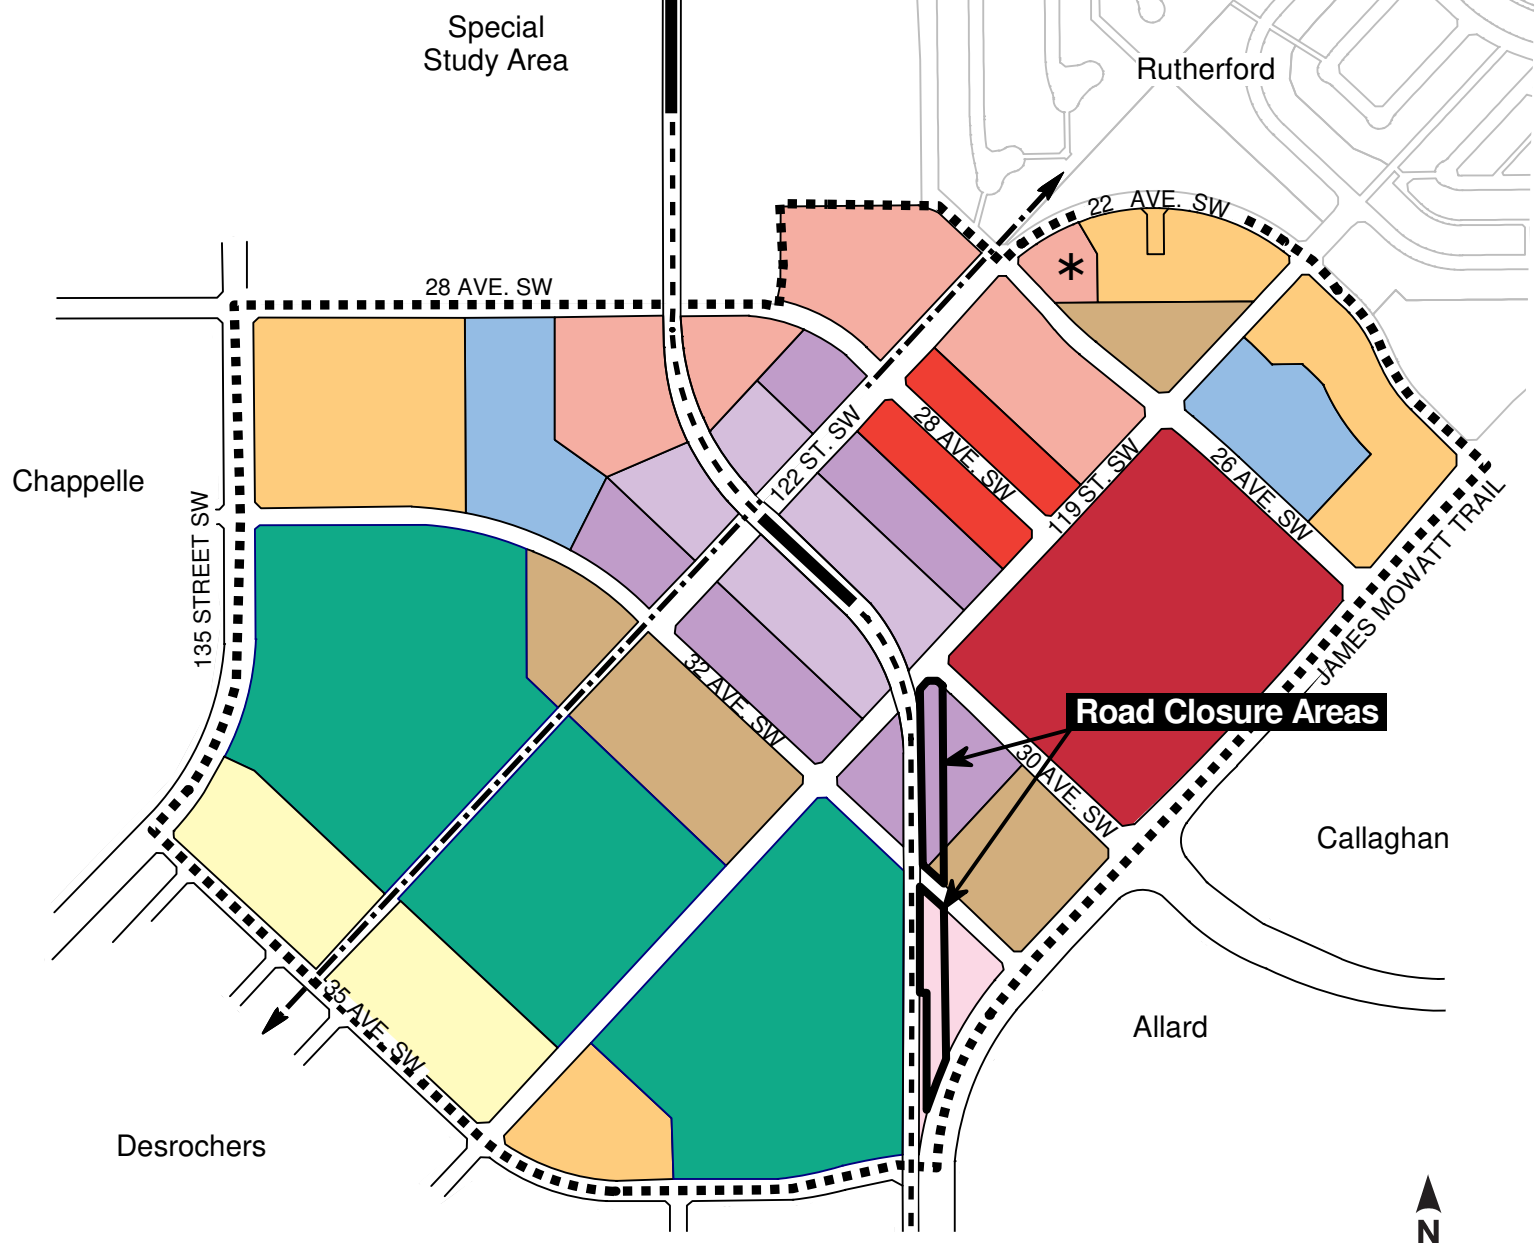 Special
Study Area
Rutherford
22 AVE. SW
*
28 AVE. SW
Chappelle
122 ST. SW
28 AVE. SW
119 ST. SW
26 AVE. SW
135 STREET SW
JAMES MOWATT TRAIL
32 AVE. SW
Road Closure Areas
30 AVE. SW
Callaghan
35 AVE. SW
Allard
Desrochers
N